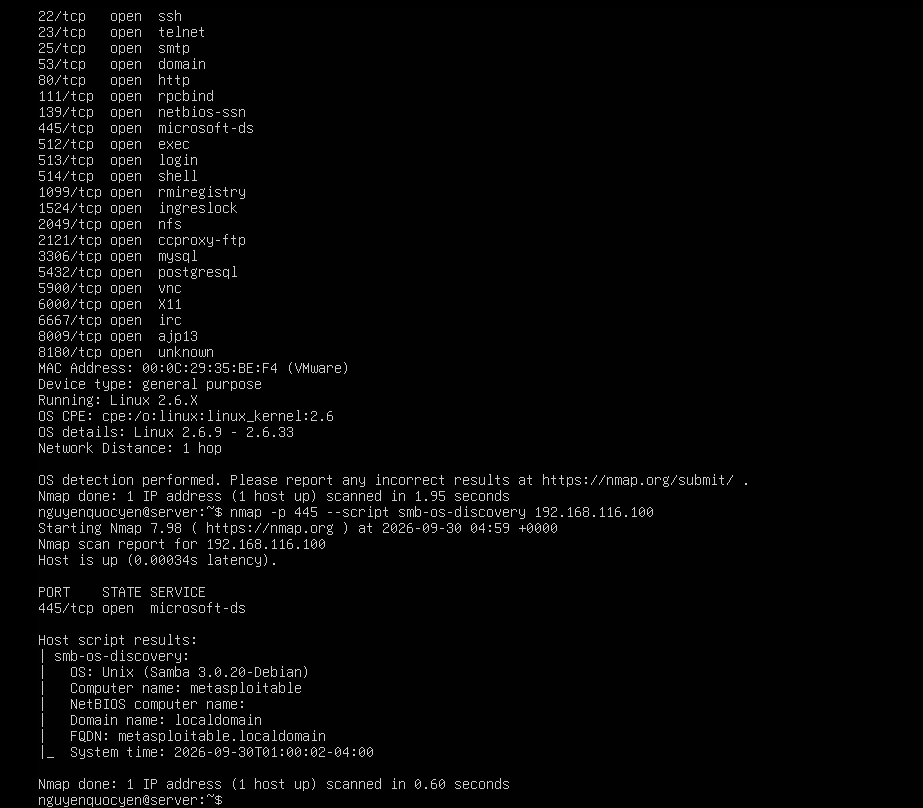 22/tcp   open  ssh
23/tcp   open  telnet
25/tcp   open  smtp
53/tcp   open  domain
80/tcp   open  http
111/tcp  open  rpcbind
139/tcp  open  netbios-ssn
445/tcp  open  microsoft-ds
512/tcp  open  exec
513/tcp  open  login
514/tcp  open  shell
1099/tcp open  rmiregistry
1524/tcp open  ingreslock
2049/tcp open  nfs
2121/tcp open  ccproxy-ftp
3306/tcp open  mysql
5432/tcp open  postgresql
5900/tcp open  vnc
6000/tcp open  X11
6667/tcp open  irc
8009/tcp open  ajp13
8180/tcp open  unknown
MAC Address: 00:0C:29:35:BE:F4 (VMware)
Device type: general purpose
Running: Linux 2.6.X
OS CPE: cpe:/o:linux:linux_kernel:2.6
OS details: Linux 2.6.9 - 2.6.33
Network Distance: 1 hop

OS detection performed. Please report any incorrect results at https://nmap.org/submit/ .
Nmap done: 1 IP address (1 host up) scanned in 1.95 seconds
nguyenquocyen@server:~$ nmap -p 445 --script smb-os-discovery 192.168.116.100
Starting Nmap 7.98 ( https://nmap.org ) at 2026-09-30 04:59 +0000
Nmap scan report for 192.168.116.100
Host is up (0.00034s latency).

PORT    STATE SERVICE
445/tcp open  microsoft-ds

Host script results:
| smb-os-discovery:
|   OS: Unix (Samba 3.0.20-Debian)
|   Computer name: metasploitable
|   NetBIOS computer name:
|   Domain name: localdomain
|   FQDN: metasploitable.localdomain
|_  System time: 2026-09-30T01:00:02-04:00

Nmap done: 1 IP address (1 host up) scanned in 0.60 seconds
nguyenquocyen@server:~$